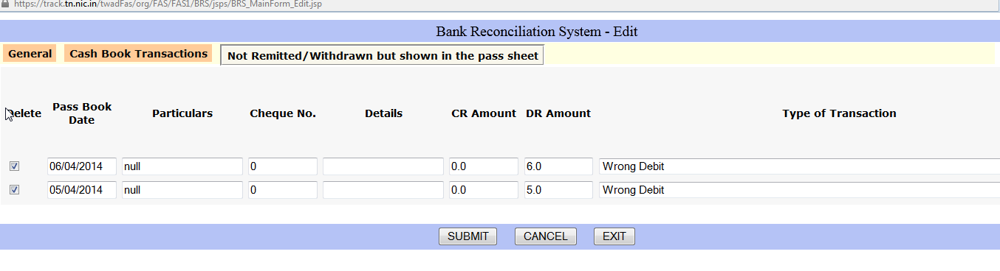 https://track.tn.nic.in/twadFas/org/FAS/FAS1/BRS/jsps/BRS_MainForm_Edit.jsp
Bank Reconciliation System - Edit
General Cash Book Transactions Not Remitted/Withdrawn but shown in the pass sheet
Delete Pass Book Date Particulars Cheque No. Details CR Amount DR Amount Type of Transaction
06/04/2014 null 0 0.0 6.0 Wrong Debit
05/04/2014 null 0 0.0 5.0 Wrong Debit
SUBMIT CANCEL EXIT